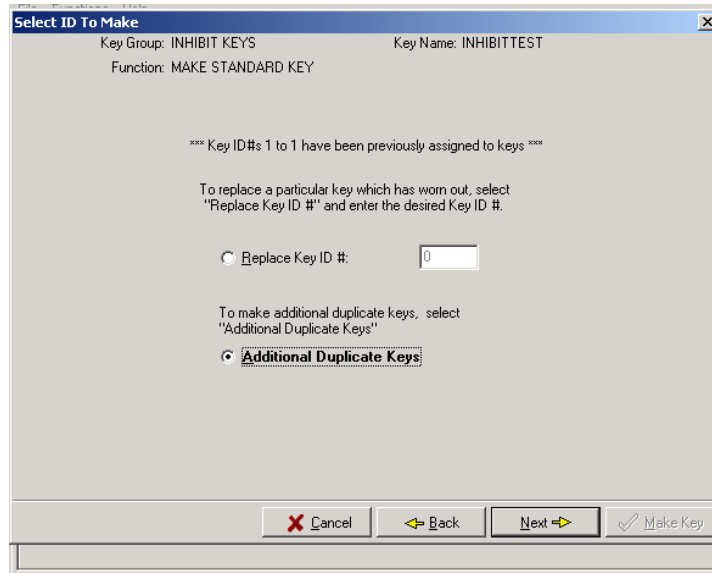 File Functions Help
Select ID To Make
Key Group: INHIBIT KEYS Key Name: INHIBITTEST
Function: MAKE STANDARD KEY
*** Key ID#s 1 to 1 have been previously assigned to keys ***
To replace a particular key which has worn out, select
"Replace Key ID #" and enter the desired Key ID #.
Replace Key ID #: 0
To make additional duplicate keys, select
"Additional Duplicate Keys"
Additional Duplicate Keys
Cancel Back Next Make Key